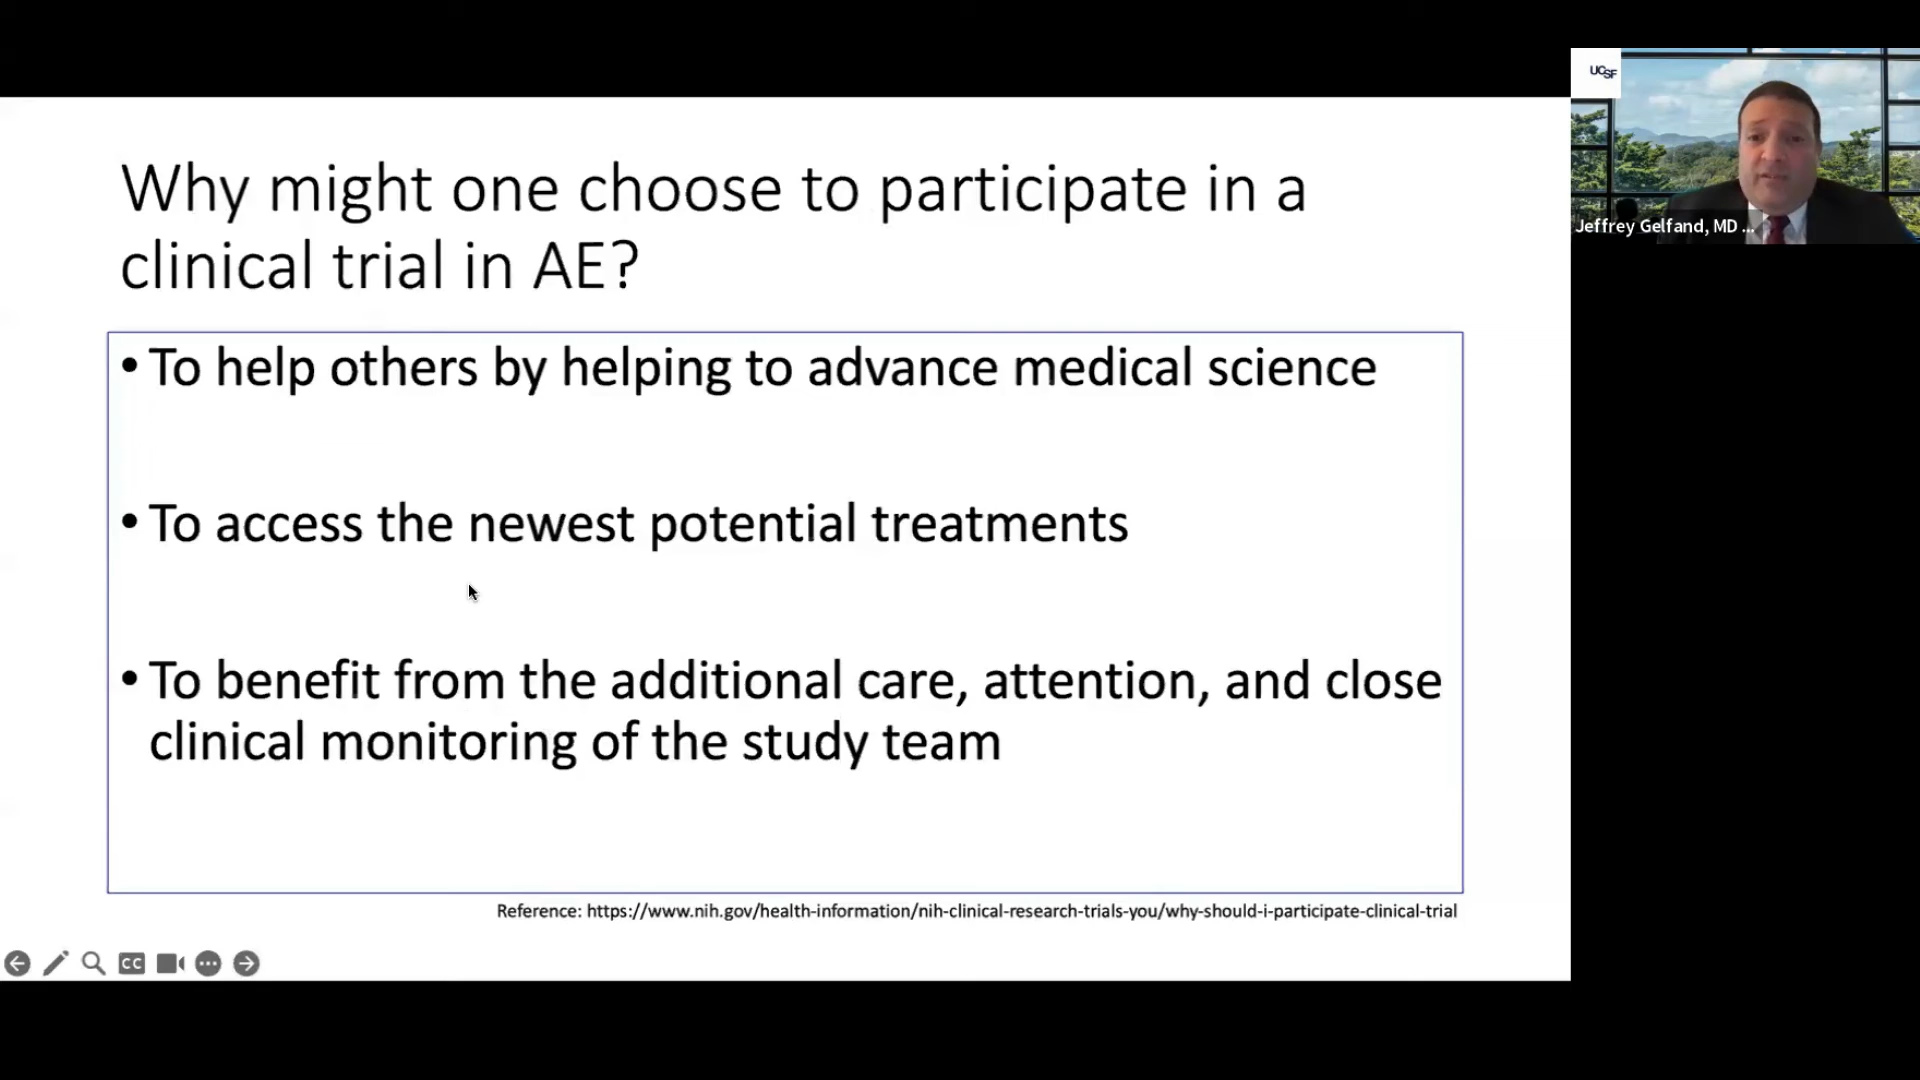 Why might one choose to participate in a
clinical trial in AE?
• To help others by helping to advance medical science
• To access the newest potential treatments
• To benefit from the additional care, attention, and close
clinical monitoring of the study team
Reference: https://www.nih.gov/health-information/nih-clinical-research-trials-you/why-should-i-participate-clinical-trial
CC
UCSF
Jeffrey Gelfand, MD ...